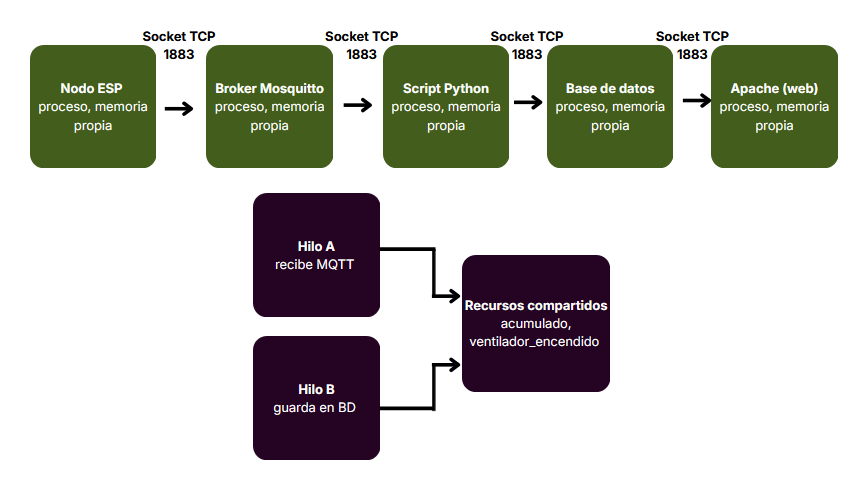 Socket TCP
1883
Socket TCP
1883
Socket TCP
1883
Socket TCP
1883
Nodo ESP
proceso, memoria
propia
Broker Mosquitto
proceso, memoria
propia
Script Python
proceso, memoria
propia
Base de datos
proceso, memoria
propia
Apache (web)
proceso, memoria
propia
Hilo A
recibe MQTT
Recursos compartidos
acumulado,
ventilador_encendido
Hilo B
guarda en BD